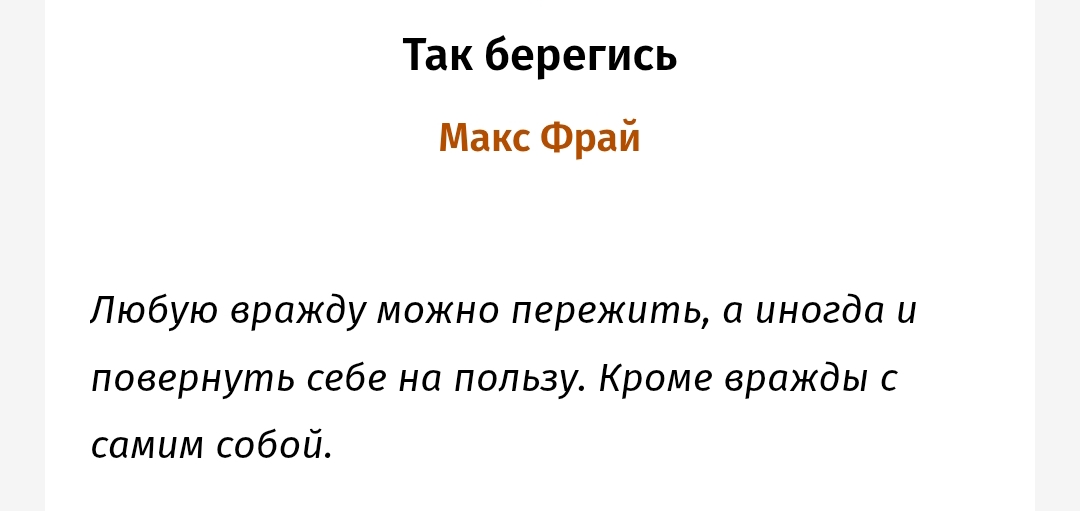 Так берегись
Макс Фрай
Любую вражду можно пережить, а иногда и
повернуть себе на пользу. Кроме вражды с
самим собой.